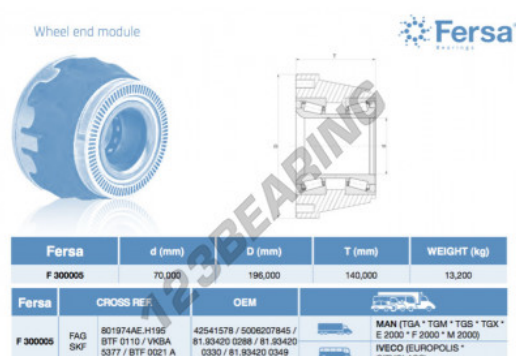 Wheel end module
Fersa
Bearings
T
D
d
123BEARING
Fersa d (mm) D (mm) T (mm) WEIGHT (kg)
F 300005 70,000 196,000 140,000 13,200
Fersa CROSS REF. OEM
F 300005
FAG
SKF
801974AE.H195
BTF 0110 / VKBA
5377 / BTF 0021 A
42541578 / 5006207845 /
81.93420 0288 / 81.93420
0330 / 81.93420 0349
MAN (TGA * TGM * TGS * TGX *
E 2000 * F 2000 * M 2000)
IVECO (EUROPOLIS *